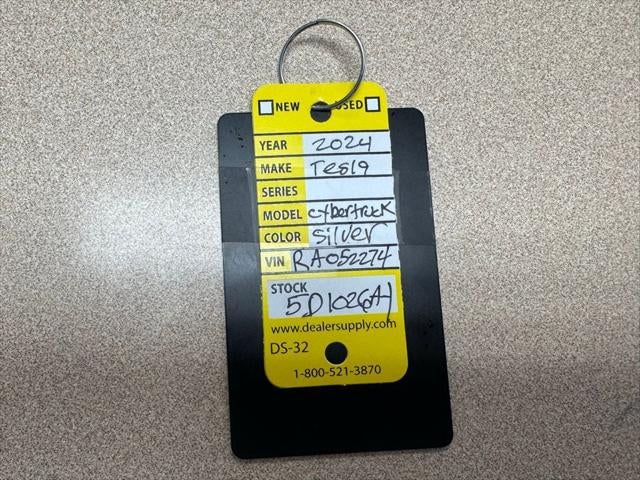 NEW USED
YEAR 2024
MAKE Tesla
SERIES
MODEL cybertruck
COLOR silver
VIN RA052274
STOCK
5D1026A1
www.dealersupply.com
DS-32
1-800-521-3870